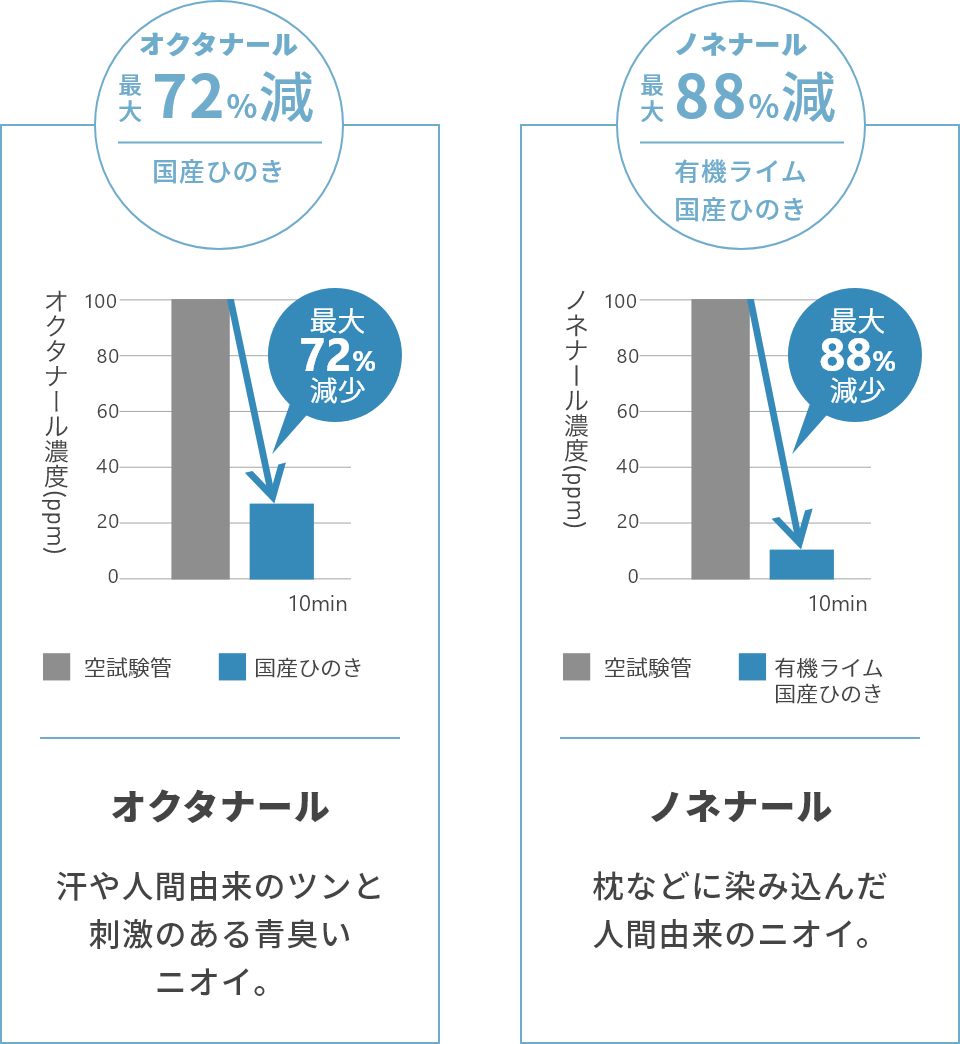 オクタナール
最大 72%減
国産ひのき
オクタナール濃度(ppm)
100
80
60
40
20
0
最大
72%
減少
10min
空試験管
国産ひのき
オクタナール
汗や人間由来のツンと
刺激のある青臭い
ニオイ。
ノネナール
最大 88%減
有機ライム
国産ひのき
ノネナール濃度(ppm)
100
80
60
40
20
0
最大
88%
減少
10min
空試験管
有機ライム
国産ひのき
ノネナール
枕などに染み込んだ
人間由来のニオイ。